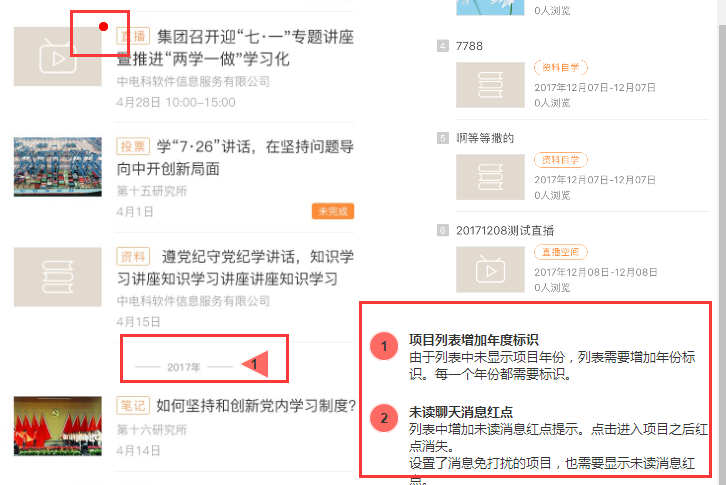 直播 集团召开迎“七·一”专题讲座
暨推进“两学一做”学习化
中电科软件信息服务有限公司
4月28日 10:00-15:00
投票 学“7·26”讲话，在坚持问题导
向中开创新局面
第十五研究所
4月1日
未完成
资料 遵党纪守党纪学讲话，知识学
习讲座知识学习讲座讲座知识学习
中电科软件信息服务有限公司
4月15日
2017年
1
笔记 如何坚持和创新党内学习制度?
第十六研究所
4月14日
0人浏览
4 7788
资料自学
2017年12月07日-12月07日
0人浏览
5 啊等等撒的
资料自学
2017年12月07日-12月07日
0人浏览
6 20171208测试直播
直播空间
2017年12月08日-12月08日
0人浏览
1 项目列表增加年度标识
由于列表中未显示项目年份，列表需要增加年份标
识。每一个年份都需要标识。
2 未读聊天消息红点
列表中增加未读消息红点提示。点击进入项目之后红
点消失。
设置了消息免打扰的项目，也需要显示未读消息红
点。